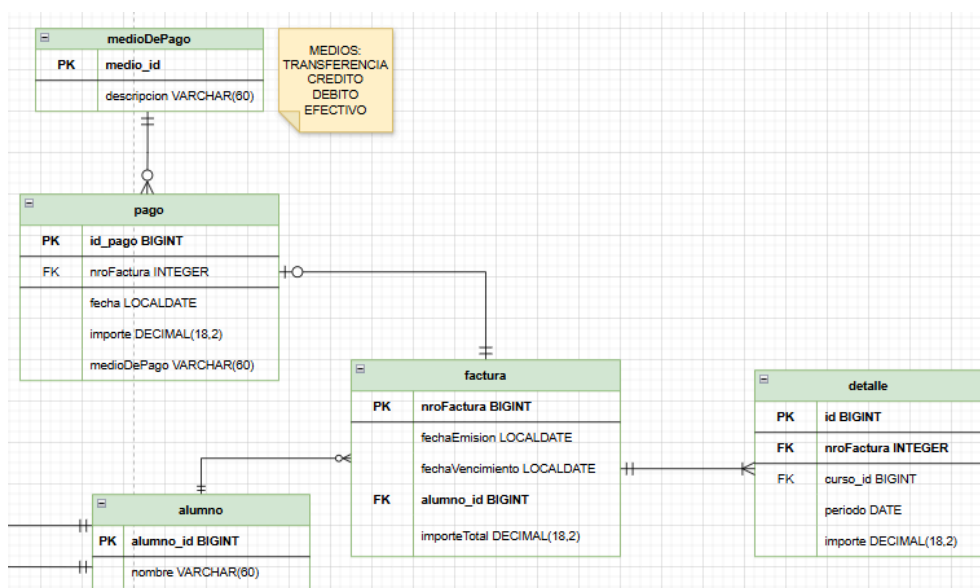 medioDePago
PK medio_id
descripcion VARCHAR(60)
MEDIOS:
TRANSFERENCIA
CREDITO
DEBITO
EFECTIVO
pago
PK id_pago BIGINT
FK nroFactura INTEGER
fecha LOCALDATE
importe DECIMAL(18,2)
medioDePago VARCHAR(60)
factura
PK nroFactura BIGINT
fechaEmision LOCALDATE
fechaVencimiento LOCALDATE
FK alumno_id BIGINT
importeTotal DECIMAL(18,2)
detalle
PK id BIGINT
FK nroFactura INTEGER
FK curso_id BIGINT
periodo DATE
importe DECIMAL(18,2)
alumno
PK alumno_id BIGINT
nombre VARCHAR(60)